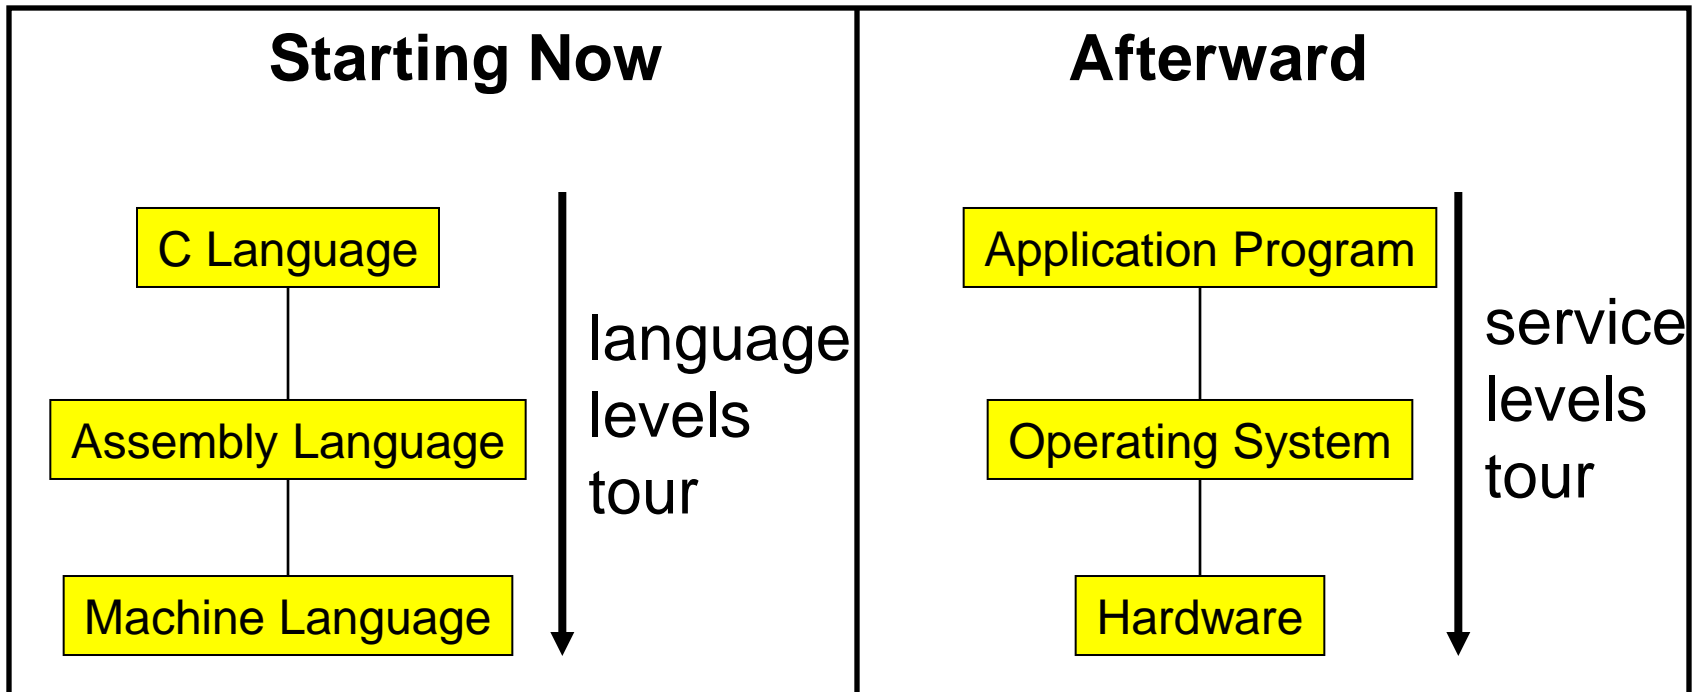 Starting Now
C Language
Assembly Language
Machine Language
language
levels
tour
Afterward
Application Program
Operating System
Hardware
service
levels
tour